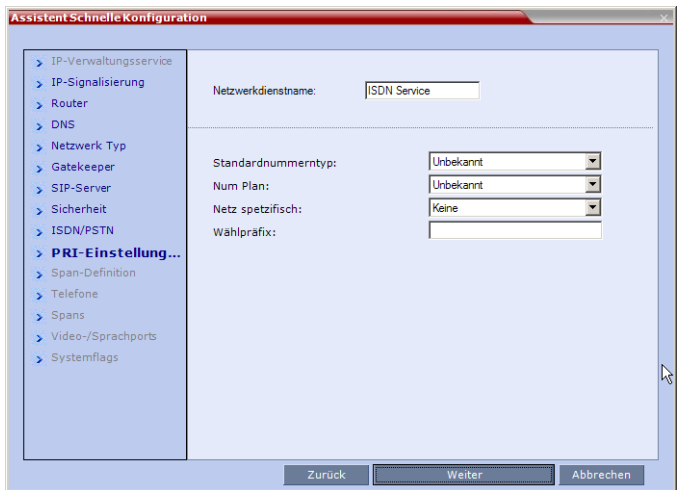 Assistent Schnelle Konfiguration
IP-Verwaltungsservice
IP-Signalisierung
Router
DNS
Netzwerk Typ
Gatekeeper
SIP-Server
Sicherheit
ISDN/PSTN
PRI-Einstellung...
Span-Definition
Telefone
Spans
Video-/Sprachports
Systemflags
Netzwerkdienstname: ISDN Service
Standardnummerntyp: Unbekannt
Num Plan: Unbekannt
Netz spetzifisch: Keine
Wählpräfix:
Zurück Weiter Abbrechen